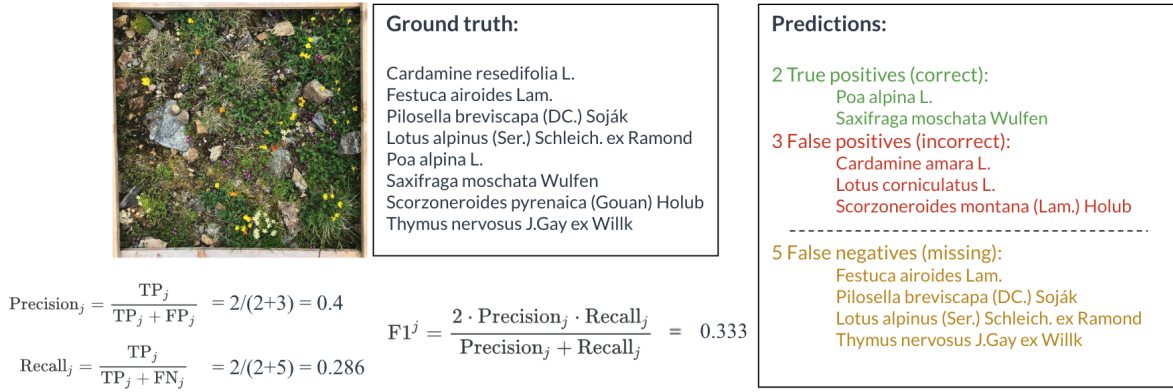 Ground truth:
Cardamine resedifolia L.
Festuca airoides Lam.
Pilosella breviscapa (DC.) Soják
Lotus alpinus (Ser.) Schleich. ex Ramond
Poa alpina L.
Saxifraga moschata Wulfen
Scorzoneroides pyrenaica (Gouan) Holub
Thymus nervosus J.Gay ex Willk
Predictions:
2 True positives (correct):
Poa alpina L.
Saxifraga moschata Wulfen
3 False positives (incorrect):
Cardamine amara L.
Lotus corniculatus L.
Scorzoneroides montana (Lam.) Holub
5 False negatives (missing):
Festuca airoides Lam.
Pilosella breviscapa (DC.) Soják
Lotus alpinus (Ser.) Schleich. ex Ramond
Thymus nervosus J.Gay ex Willk
Precision_j = TP_j / (TP_j + FP_j) = 2/(2+3) = 0.4
Recall_j = TP_j / (TP_j + FN_j) = 2/(2+5) = 0.286
F1^j = 2 · Precision_j · Recall_j / (Precision_j + Recall_j) = 0.333